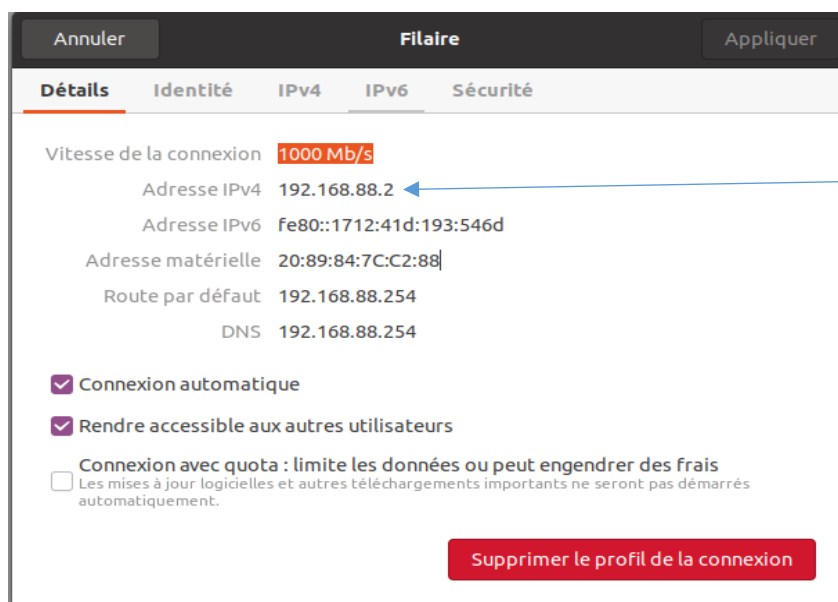 Annuler Filaire Appliquer
Détails Identité IPv4 IPv6 Sécurité
Vitesse de la connexion 1000 Mb/s
Adresse IPv4 192.168.88.2
Adresse IPv6 fe80::1712:41d:193:546d
Adresse matérielle 20:89:84:7C:C2:88
Route par défaut 192.168.88.254
DNS 192.168.88.254
Connexion automatique
Rendre accessible aux autres utilisateurs
Connexion avec quota : limite les données ou peut engendrer des frais
Les mises à jour logicielles et autres téléchargements importants ne seront pas démarrés
automatiquement.
Supprimer le profil de la connexion